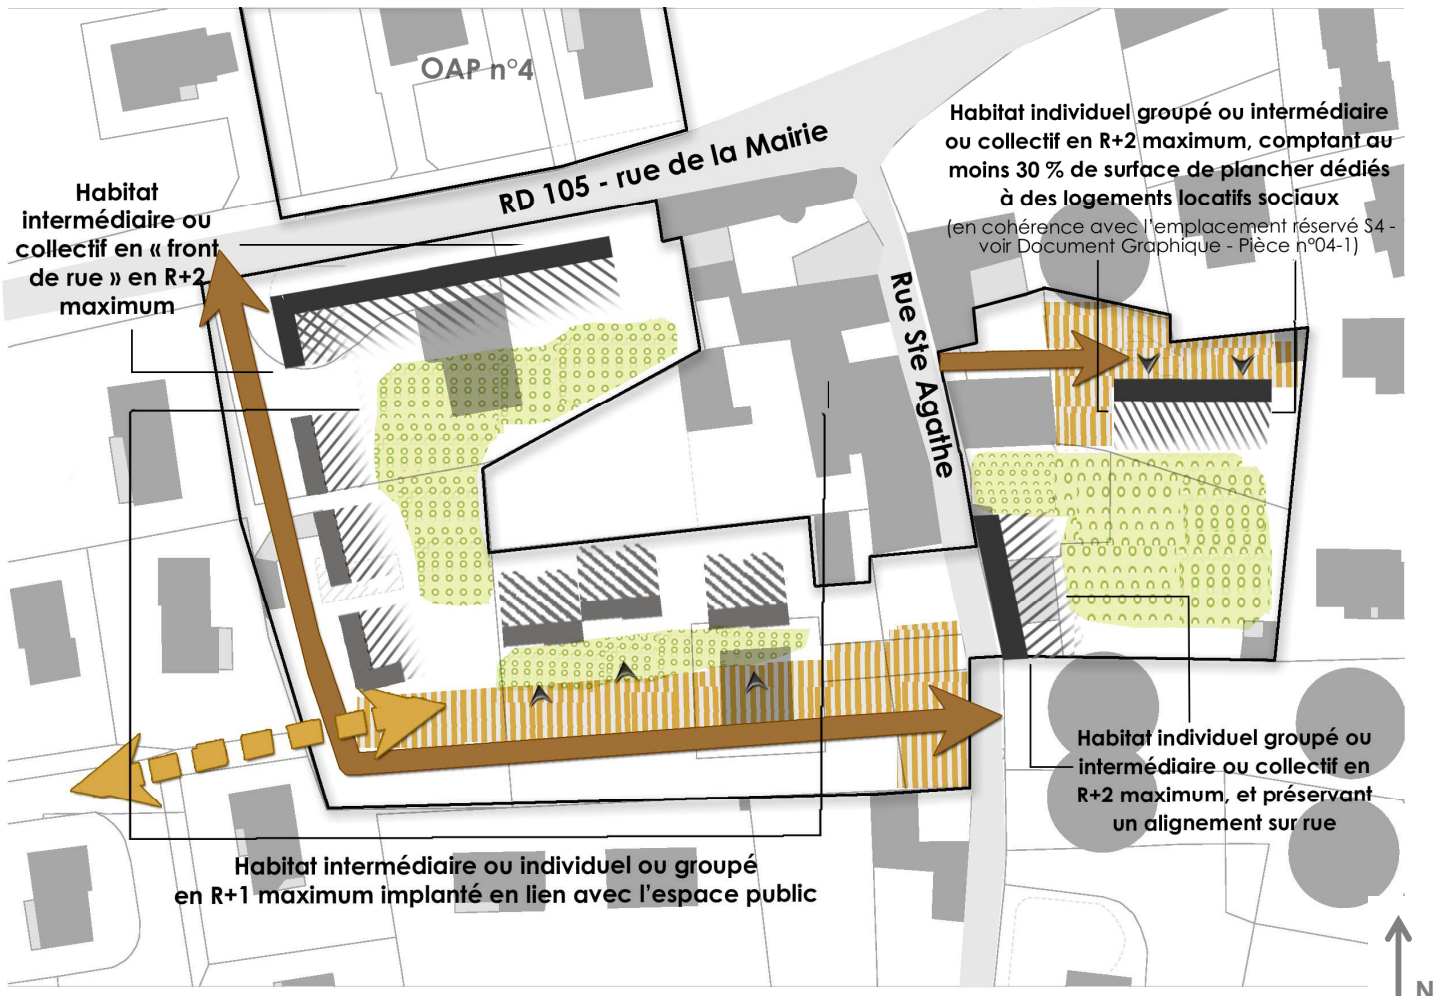 OAP n°4
RD 105 - rue de la Mairie
Habitat individuel groupé ou intermédiaire
ou collectif en R+2 maximum, comptant au
moins 30 % de surface de plancher dédiés
à des logements locatifs sociaux
(en cohérence avec l'emplacement réservé S4 -
voir Document Graphique - Pièce n°04-1)
Habitat
intermédiaire ou
collectif en « front
de rue » en R+2
maximum
Rue Ste Agathe
Habitat individuel groupé ou
intermédiaire ou collectif en
R+2 maximum, et préservant
un alignement sur rue
Habitat intermédiaire ou individuel ou groupé
en R+1 maximum implanté en lien avec l'espace public
N